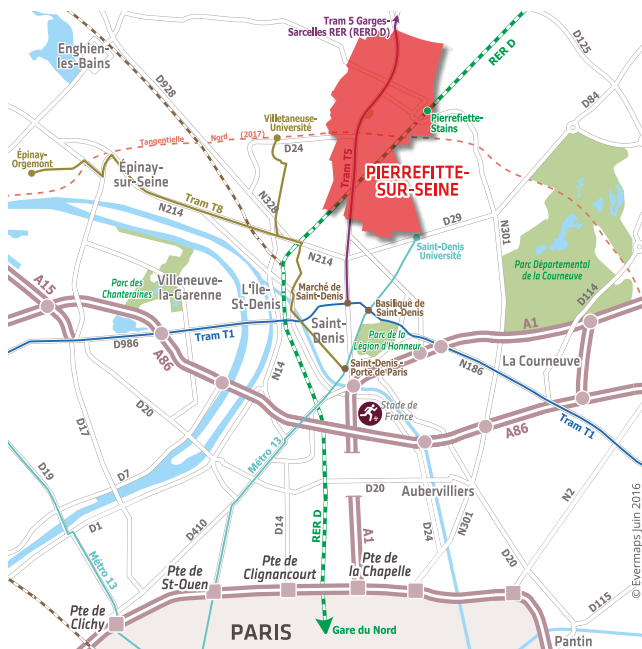 Tram 5 Garges-
Sarcelles RER (RERD D)
Enghien
les-Bains
D928
RER D
D125
D84
Villetaneuse-
Université
Pierrefiette-
Stains
Tangentielle Nord (2017)
D24
Épinay-
Orgemont
Épinay
sur-Seine
PIERREFITTE-
SUR-SEINE
Tram T5
Tram T8
N214
N328
D29
N301
Saint-Denis
Université
N214
Parc Départemental
de la Courneuve
D114
A15
Parc des
Chanteraines
Villeneuve-
la-Garenne
L'Île-
St-Denis
Marché de
Saint-Denis
Basilique de
Saint-Denis
A1
D986
Tram T1
A86
Saint-
Denis
Parc de la
Légion d'Honneur
La Courneuve
N14
Saint-Denis -
Porte de Paris
N186
D20
Stade de
France
Tram T1
D17
A86
Métro 13
D19
D7
D20
Aubervilliers
N2
D1
D410
D14
RER D
A1
D24
N301
D20
Métro 13
Pte de
St-Ouen
Pte de
Clignancourt
Pte de
la Chapelle
D115
Pte de
Clichy
PARIS
Gare du Nord
Pantin
© Evermaps Juin 2016